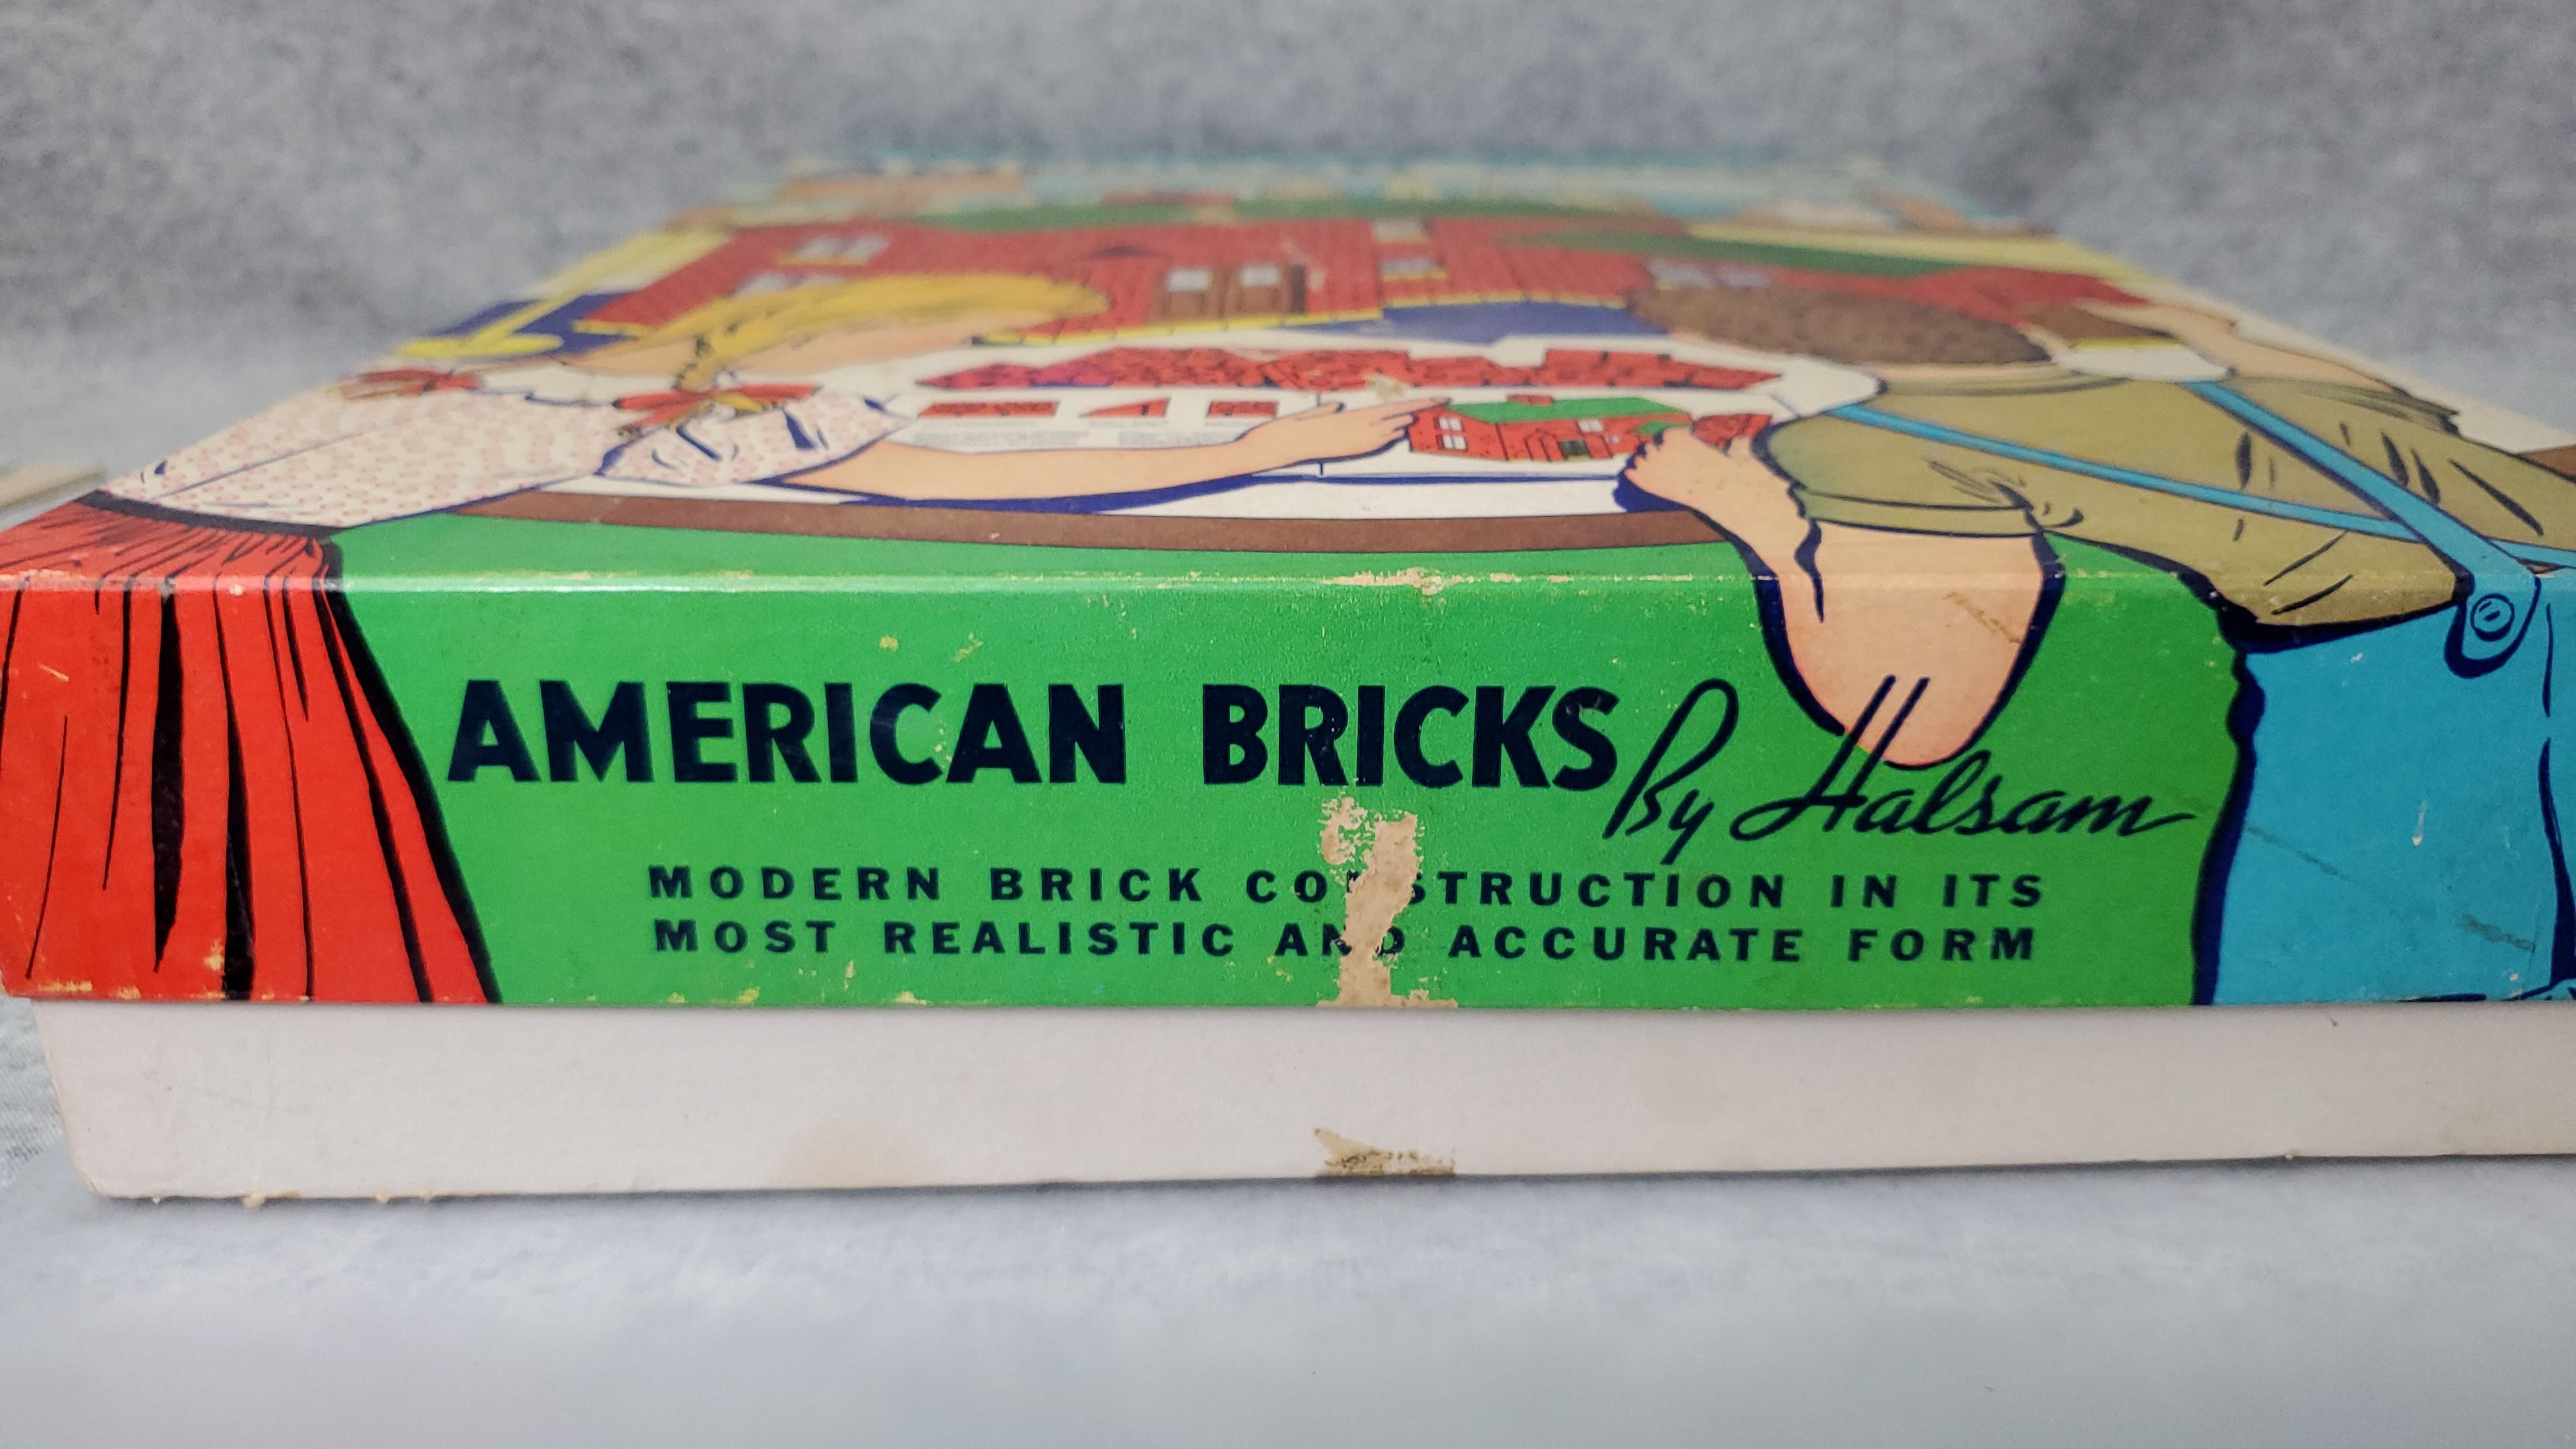 AMERICAN BRICKS By Halsam
MODERN BRICK CONSTRUCTION IN ITS
MOST REALISTIC AND ACCURATE FORM